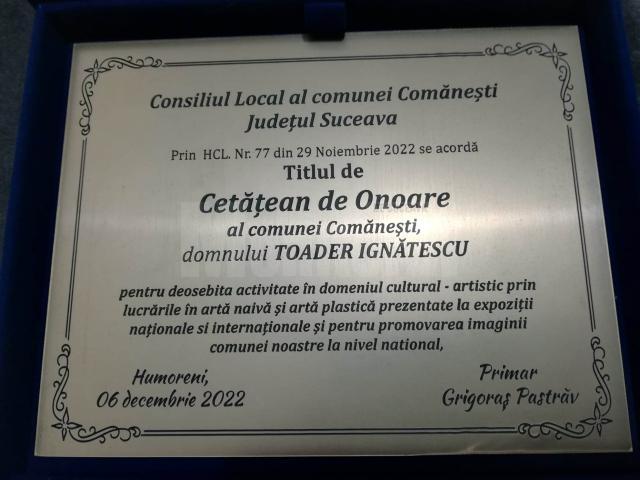 Consiliul Local al comunei Comănești
Județul Suceava
Prin HCL. Nr. 77 din 29 Noiembrie 2022 se acordă
Titlul de
Cetățean de Onoare
al comunei Comănești,
domnului TOADER IGNĂTESCU
pentru deosebita activitate în domeniul cultural - artistic prin
lucrările în artă naivă și artă plastică prezentate la expoziții
naționale si internaționale și pentru promovarea imaginii
comunei noastre la nivel national,
Humoreni,
06 decembrie 2022
Primar
Grigoraș Pastrăv